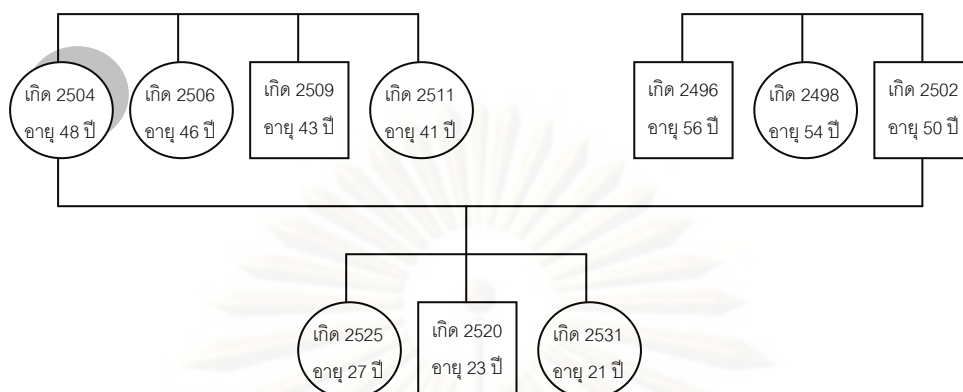 เกิด 2504
อายุ 48 ปี
เกิด 2506
อายุ 46 ปี
เกิด 2509
อายุ 43 ปี
เกิด 2511
อายุ 41 ปี
เกิด 2496
อายุ 56 ปี
เกิด 2498
อายุ 54 ปี
เกิด 2502
อายุ 50 ปี
เกิด 2525
อายุ 27 ปี
เกิด 2520
อายุ 23 ปี
เกิด 2531
อายุ 21 ปี